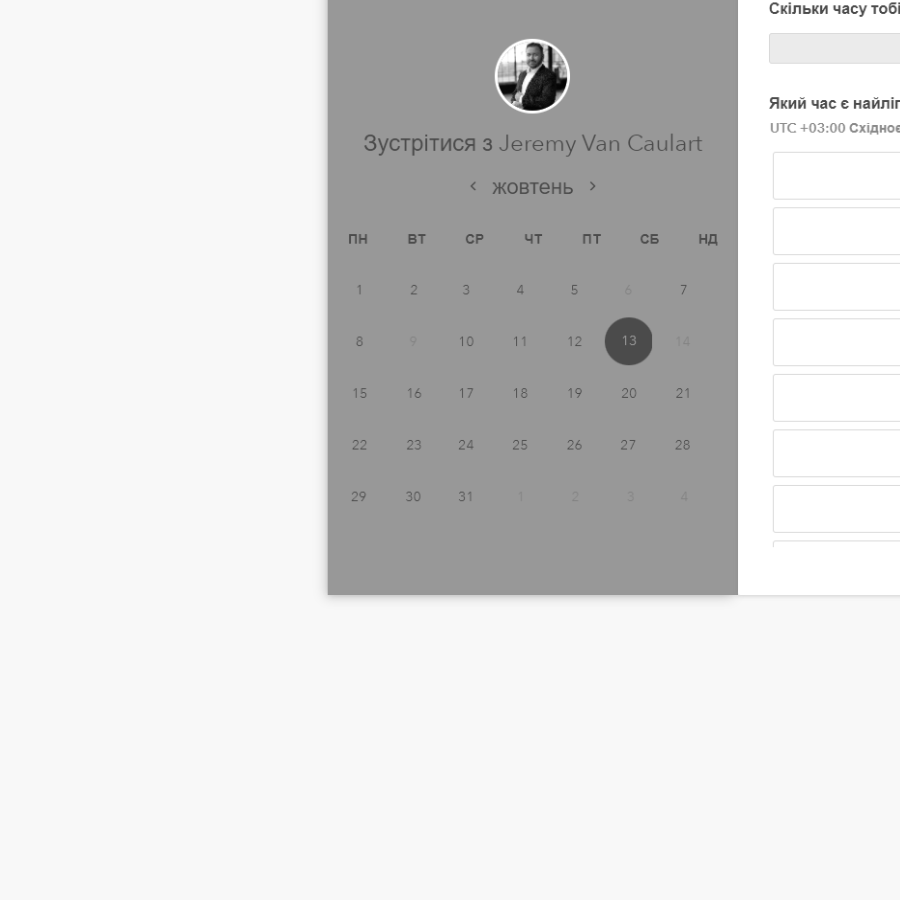 Зустрітися з Jeremy Van Caulart
‹ жовтень ›
ПН ВТ СР ЧТ ПТ СБ НД
1 2 3 4 5 6 7
8 9 10 11 12 13 14
15 16 17 18 19 20 21
22 23 24 25 26 27 28
29 30 31 1 2 3 4
Скільки часу тобі
Який час є
UTC +03:00